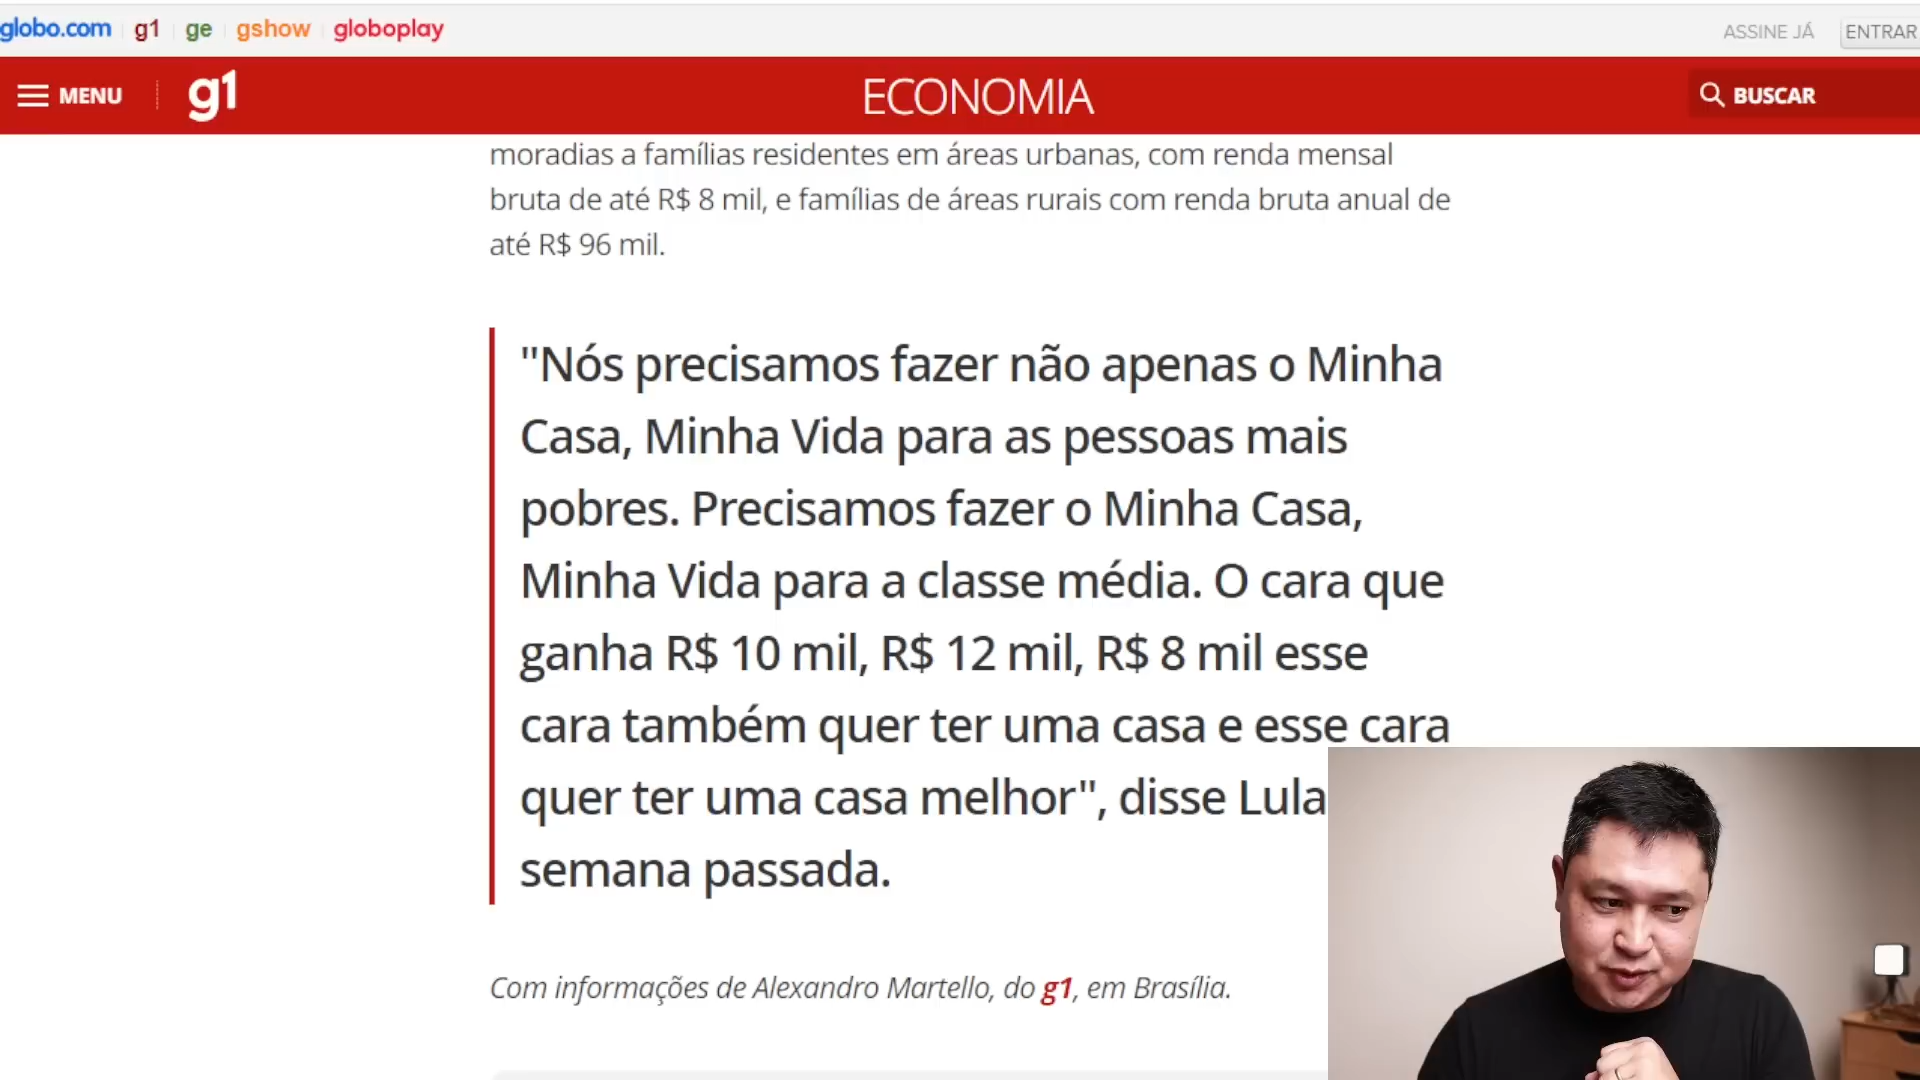 globo.com g1 ge gshow globoplay ASSINE JÁ ENTRAR
MENU g1 ECONOMIA BUSCAR
moradias a famílias residentes em áreas urbanas, com renda mensal
bruta de até R$ 8 mil, e famílias de áreas rurais com renda bruta anual de
até R$ 96 mil.
"Nós precisamos fazer não apenas o Minha
Casa, Minha Vida para as pessoas mais
pobres. Precisamos fazer o Minha Casa,
Minha Vida para a classe média. O cara que
ganha R$ 10 mil, R$ 12 mil, R$ 8 mil esse
cara também quer ter uma casa e esse cara
quer ter uma casa melhor", disse Lula
semana passada.
Com informações de Alexandro Martello, do g1, em Brasília.